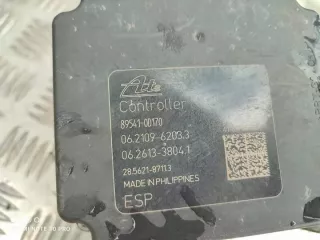 Ate
Controller
89541-0D170
06.2109-6203.3
06.2613-3804.1
28.5621-8711.3
MADE IN PHILIPPINES
ESP